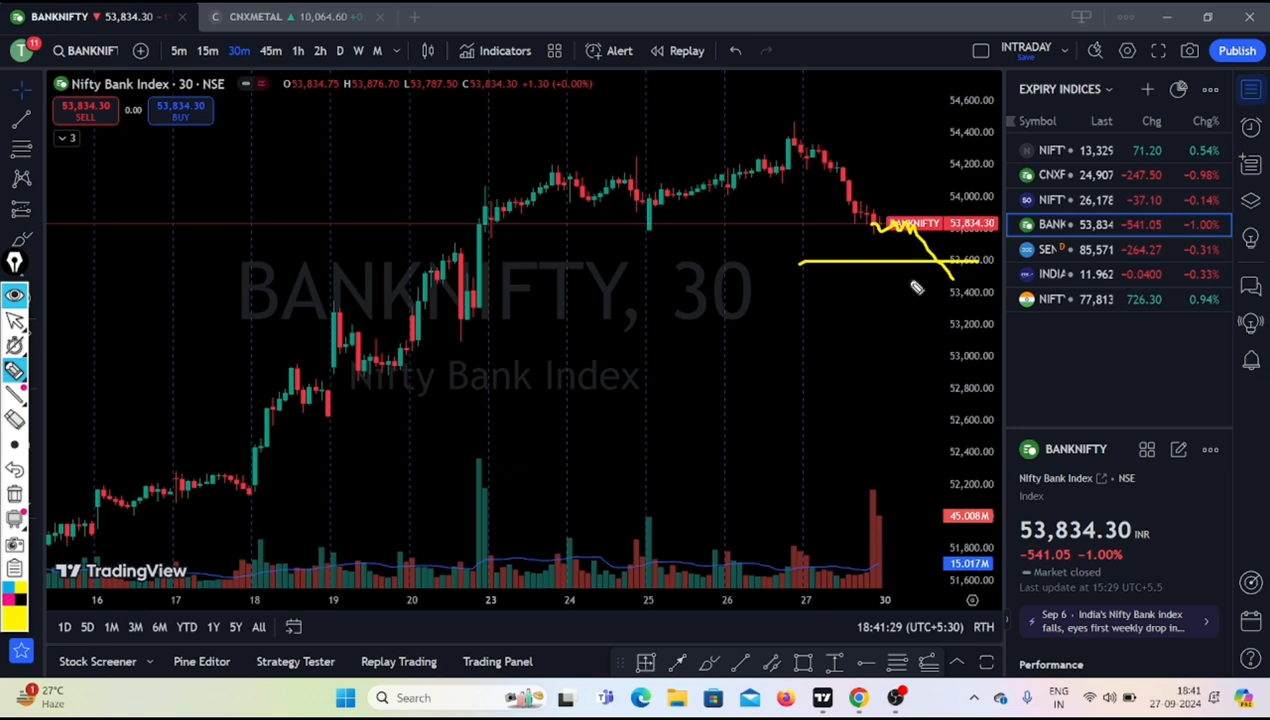 BANKNIFTY ▼ 53,834.30 −1
CNXMETAL ▲ 10,064.60 +0
11
T
BANKNIFT
5m 15m 30m 45m 1h 2h D W M
Indicators
Alert
Replay
INTRADAY
Save
Publish
Nifty Bank Index · 30 · NSE
O53,834.75 H53,876.70 L53,787.50 C53,834.30 +1.30 (+0.00%)
53,834.30
SELL
0.00
53,834.30
BUY
3
BANKNIFTY, 30
Nifty Bank Index
54,600.00
54,400.00
54,200.00
54,000.00
BANKNIFTY 53,834.30
53,600.00
53,400.00
53,200.00
53,000.00
52,800.00
52,600.00
52,400.00
52,200.00
45.008M
51,800.00
15.017M
51,600.00
TradingView
16 17 18 19 20 23 24 25 26 27 30
1D 5D 1M 3M 6M YTD 1Y 5Y All
18:41:29 (UTC+5:30) RTH
Stock Screener
Pine Editor
Strategy Tester
Replay Trading
Trading Panel
EXPIRY INDICES
Symbol Last Chg Chg%
NIFT 13,329 71.20 0.54%
CNXF 24,907 −247.50 −0.98%
NIFT 26,178 −37.10 −0.14%
BANK 53,834 −541.05 −1.00%
SEN D 85,571 −264.27 −0.31%
INDIA 11.962 −0.0400 −0.33%
NIFT 77,813 726.30 0.94%
BANKNIFTY
Nifty Bank Index · NSE
Index
53,834.30 INR
−541.05 −1.00%
Market closed
Last update at 15:29 UTC+5.5
Sep 6 · India's Nifty Bank index
falls, eyes first weekly drop in...
Performance
1
27°C
Haze
Search
ENG
IN
18:41
27-09-2024